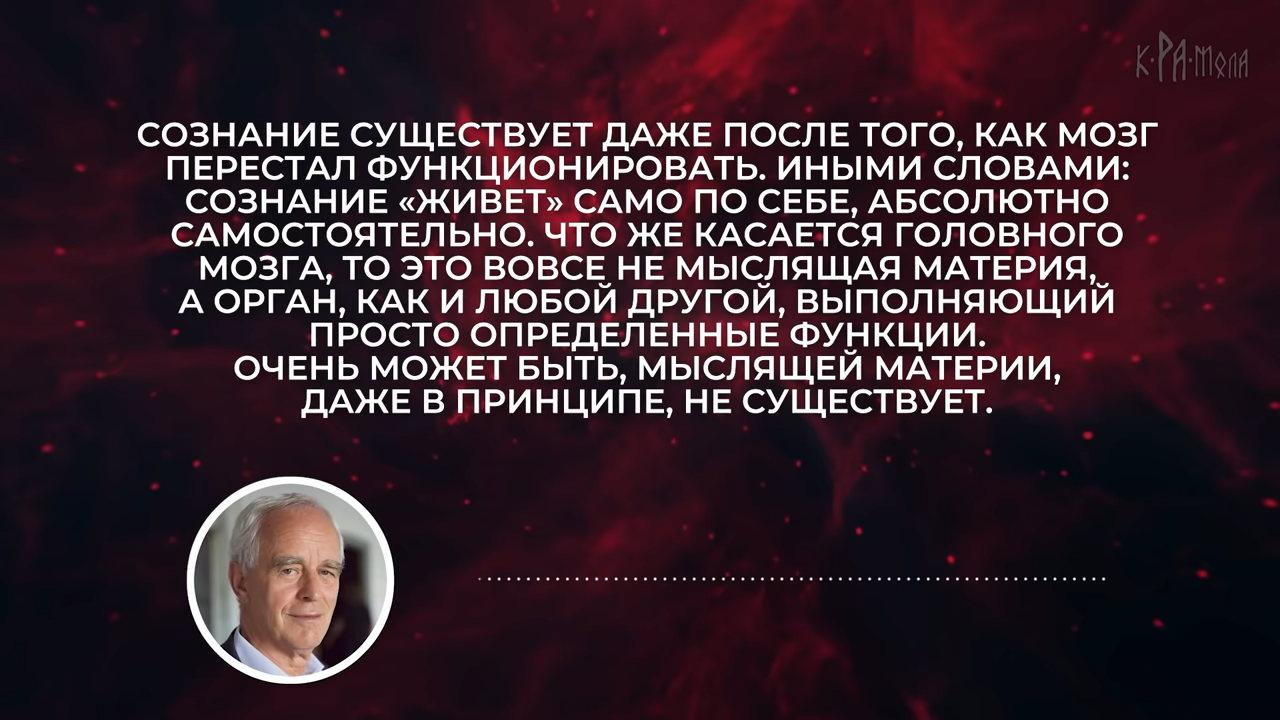 К·РА·МОЛА
СОЗНАНИЕ СУЩЕСТВУЕТ ДАЖЕ ПОСЛЕ ТОГО, КАК МОЗГ
ПЕРЕСТАЛ ФУНКЦИОНИРОВАТЬ. ИНЫМИ СЛОВАМИ:
СОЗНАНИЕ «ЖИВЕТ» САМО ПО СЕБЕ, АБСОЛЮТНО
САМОСТОЯТЕЛЬНО. ЧТО ЖЕ КАСАЕТСЯ ГОЛОВНОГО
МОЗГА, ТО ЭТО ВОВСЕ НЕ МЫСЛЯЩАЯ МАТЕРИЯ,
А ОРГАН, КАК И ЛЮБОЙ ДРУГОЙ, ВЫПОЛНЯЮЩИЙ
ПРОСТО ОПРЕДЕЛЕННЫЕ ФУНКЦИИ.
ОЧЕНЬ МОЖЕТ БЫТЬ, МЫСЛЯЩЕЙ МАТЕРИИ,
ДАЖЕ В ПРИНЦИПЕ, НЕ СУЩЕСТВУЕТ.